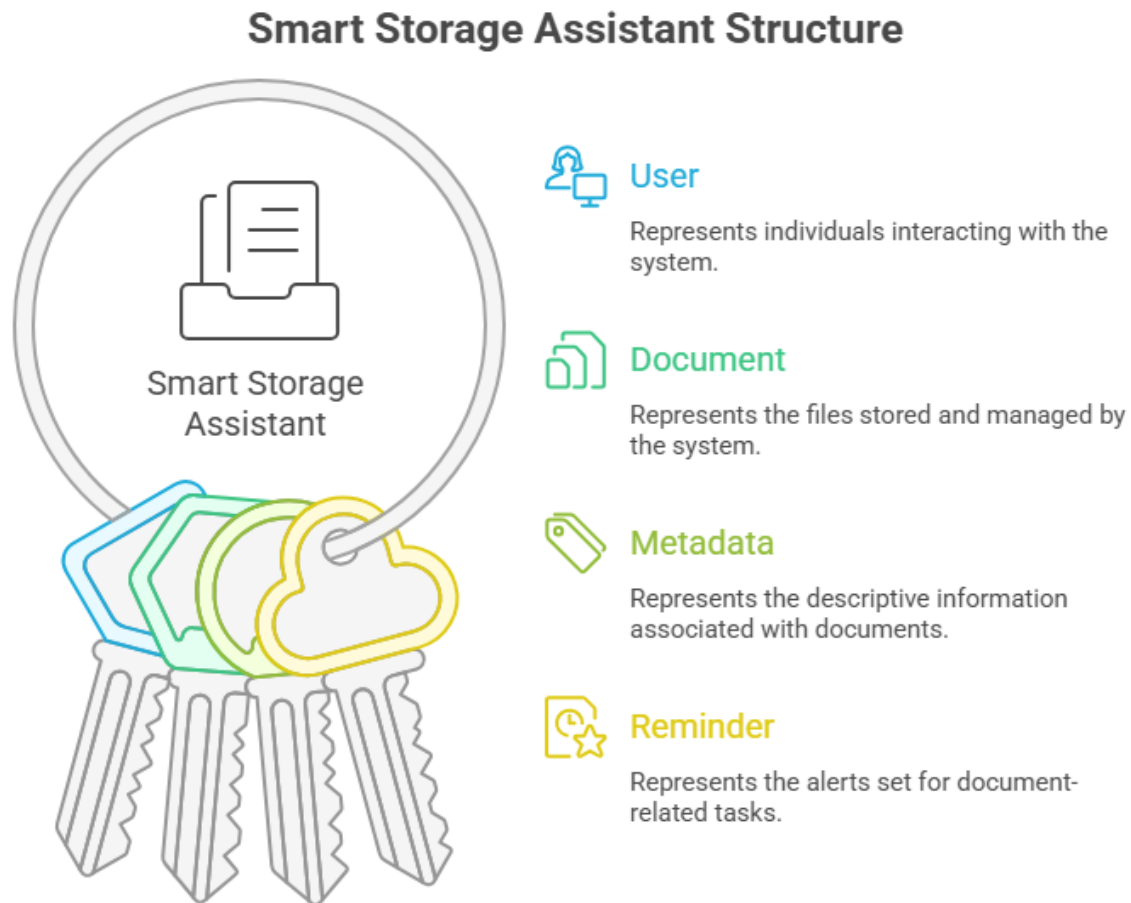 Smart Storage Assistant Structure
Smart Storage
Assistant
User
Represents individuals interacting with the
system.
Document
Represents the files stored and managed by
the system.
Metadata
Represents the descriptive information
associated with documents.
Reminder
Represents the alerts set for document-
related tasks.